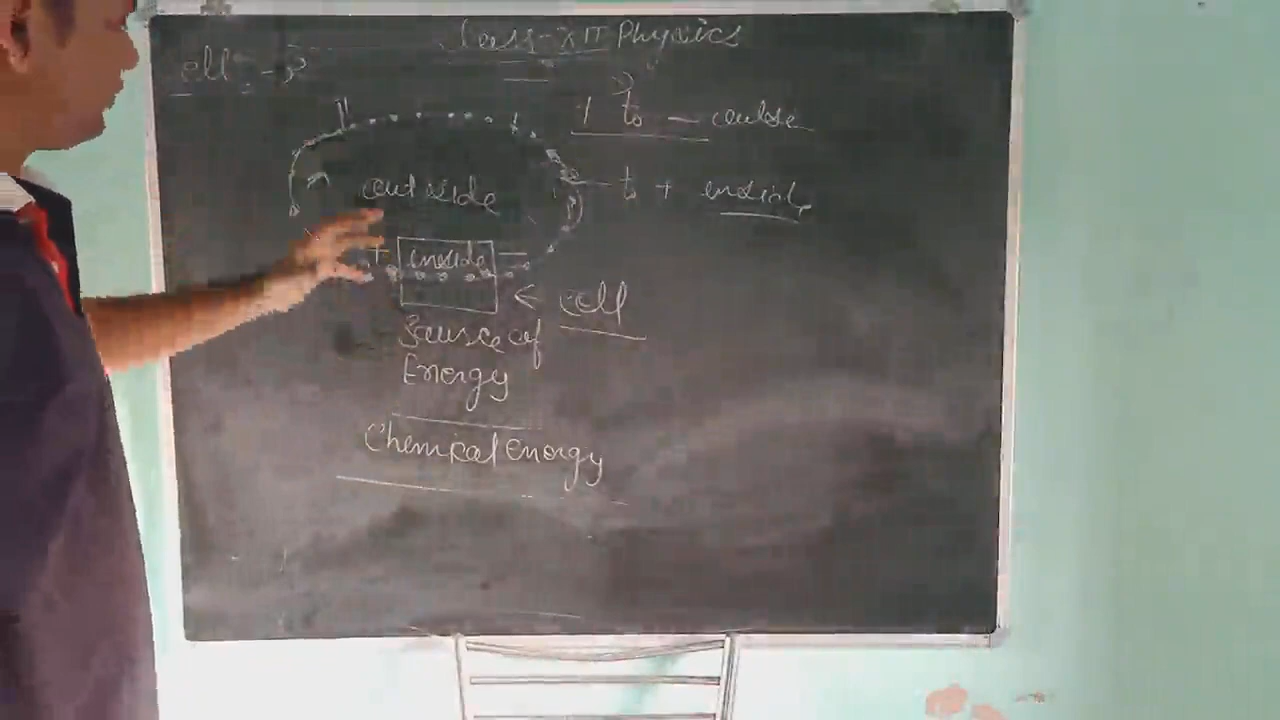 Class-XII Physics
cell -
to - outside
- to + inside
outside
+ inside -
← cell
Source of
Energy
Chemical Energy